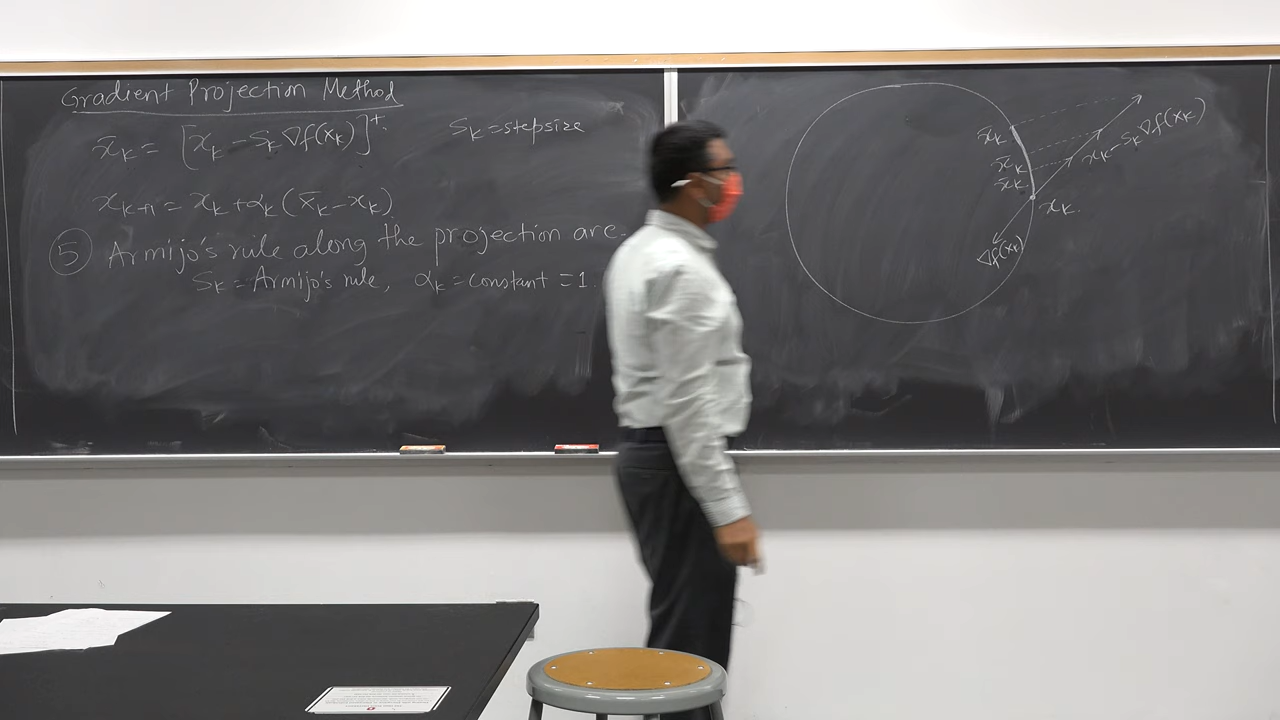 Gradient Projection Method
x̄ₖ = [xₖ - sₖ∇f(xₖ)]⁺. sₖ = stepsize
xₖ₊₁ = xₖ + αₖ(x̄ₖ - xₖ)
⑤ Armijo's rule along the projection arc.
sₖ = Armijo's rule, αₖ = constant = 1.
x̄ₖ
xₖ - sₖ∇f(xₖ)
x̄ₖ
x̄ₖ
xₖ.
∇f(xₖ)